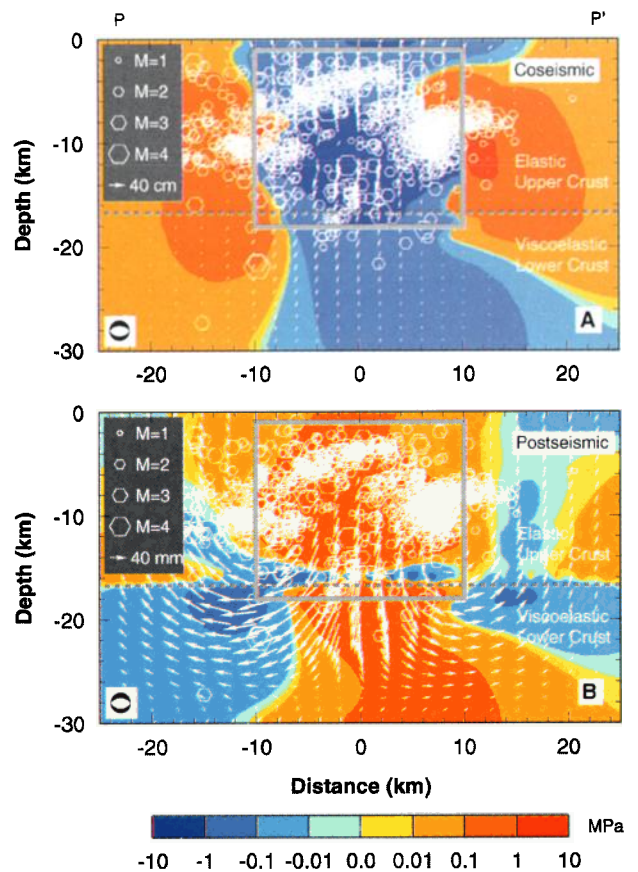 P P'
0
-10
-20
-30
Depth (km)
M=1
M=2
M=3
M=4
40 cm
Coseismic
Elastic
Upper Crust
Viscoelastic
Lower Crust
A
-20 -10 0 10 20
0
-10
-20
-30
Depth (km)
M=1
M=2
M=3
M=4
40 mm
Postseismic
Elastic
Upper Crust
Viscoelastic
Lower Crust
B
-20 -10 0 10 20
Distance (km)
MPa
-10 -1 -0.1 -0.01 0.0 0.01 0.1 1 10